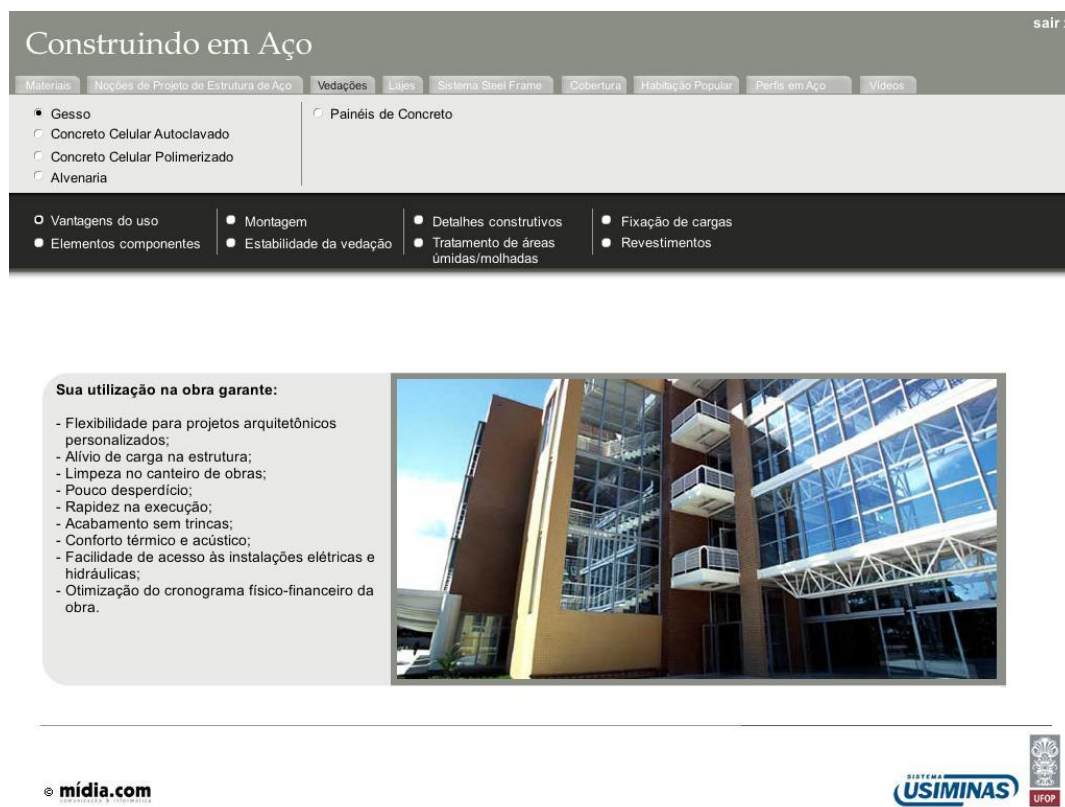 sair
Construindo em Aço
Materiais
Noções de Projeto de Estrutura de Aço
Vedações
Lajes
Sistema Steel Frame
Cobertura
Habitação Popular
Perfis em Aço
Vídeos
Gesso
Concreto Celular Autoclavado
Concreto Celular Polimerizado
Alvenaria
Painéis de Concreto
Vantagens do uso
Elementos componentes
Montagem
Estabilidade da vedação
Detalhes construtivos
Tratamento de áreas
úmidas/molhadas
Fixação de cargas
Revestimentos
Sua utilização na obra garante:
- Flexibilidade para projetos arquitetônicos
personalizados;
- Alívio de carga na estrutura;
- Limpeza no canteiro de obras;
- Pouco desperdício;
- Rapidez na execução;
- Acabamento sem trincas;
- Conforto térmico e acústico;
- Facilidade de acesso às instalações elétricas e
hidráulicas;
- Otimização do cronograma físico-financeiro da
obra.
© mídia.com
comunicação & informática
SISTEMA
USIMINAS
UFOP